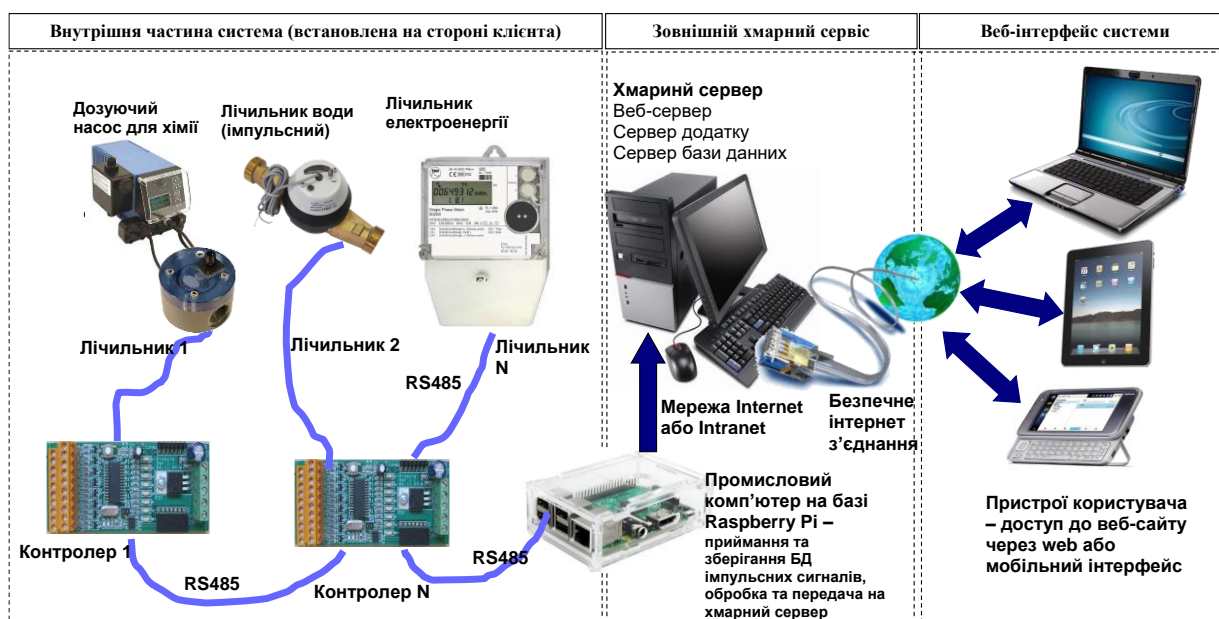 Внутрішня частина система (встановлена на стороні клієнта)
Зовнішній хмарний сервіс
Веб-інтерфейс системи
Дозуючий
насос для хімії
Лічильник води
(імпульсний)
Лічильник
електроенергії
Хмаринй сервер
Веб-сервер
Сервер додатку
Сервер бази данних
Лічильник 1
Лічильник 2
Лічильник
N
RS485
Мережа Internet
або Intranet
Безпечне
інтернет
з’єднання
Промисловий
комп’ютер на базі
Raspberry Pi –
приймання та
зберігання БД
імпульсних сигналів,
обробка та передача на
хмарний сервер
Пристрої користувача
– доступ до веб-сайту
через web або
мобільний інтерфейс
Контролер 1
RS485
Контролер N
RS485